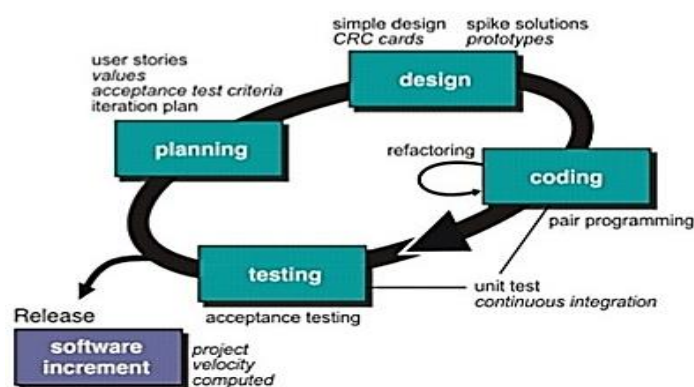 simple design
CRC cards
spike solutions
prototypes
design
user stories
values
acceptance test criteria
iteration plan
planning
refactoring
coding
pair programming
testing
acceptance testing
unit test
continuous integration
Release
software
increment
project
velocity
computed